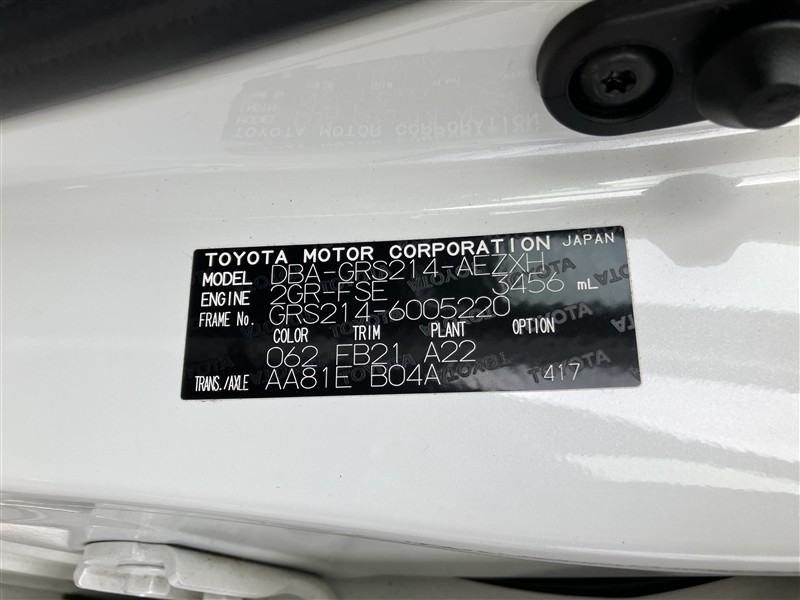 TOYOTA MOTOR CORPORATION JAPAN
MODEL DBA-GRS214-AEZXH
ENGINE 2GR-FSE 3456 mL
FRAME No. GRS214-6005220
COLOR TRIM PLANT OPTION
062 FB21 A22
TRANS./AXLE AA81E B04A 417